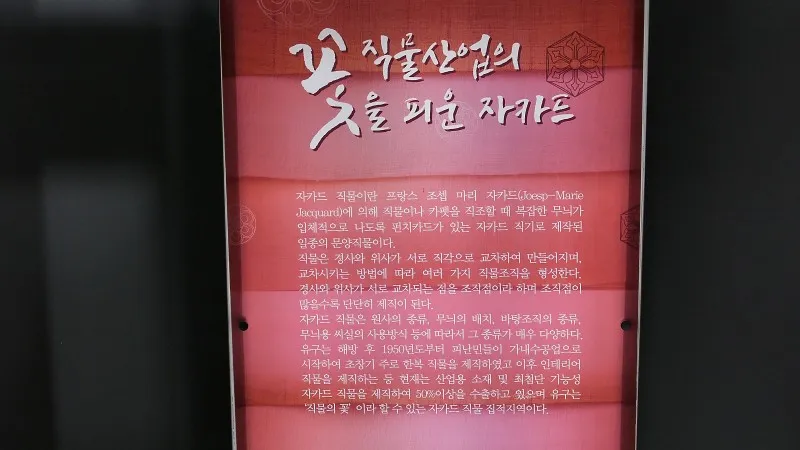 직물산업의
꽃을 피운 자카드
자카드 직물이란 프랑스 조셉 마리 자카드(Joesp-Marie
Jacquard)에 의해 직물이나 카펫을 직조할 때 복잡한 무늬가
입체적으로 나도록 펀치카드가 있는 자카드 직기로 제작된
일종의 문양직물이다.
직물은 경사와 위사가 서로 직각으로 교차하여 만들어지며,
교차시키는 방법에 따라 여러 가지 직물조직을 형성한다.
경사와 위사가 서로 교차되는 점을 조직점이라 하며 조직점이
많을수록 단단히 제직이 된다.
자카드 직물은 원사의 종류, 무늬의 배치, 바탕조직의 종류,
무늬용 씨실의 사용방식 등에 따라서 그 종류가 매우 다양하다.
유구는 해방 후 1950년도부터 피난민들이 가내수공업으로
시작하여 초창기 주로 한복 직물을 제직하였고 이후 인테리어
직물을 제직하는 등 현재는 산업용 소재 및 최첨단 기능성
자카드 직물을 제직하여 50%이상을 수출하고 있으며 유구는
'직물의 꽃' 이라 할 수 있는 자카드 직물 집적지역이다.